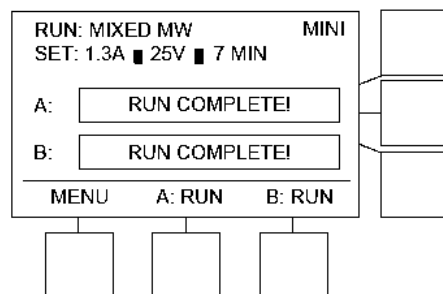 RUN: MIXED MW MINI
SET: 1.3A ▮ 25V ▮ 7 MIN
A: RUN COMPLETE!
B: RUN COMPLETE!
MENU A: RUN B: RUN